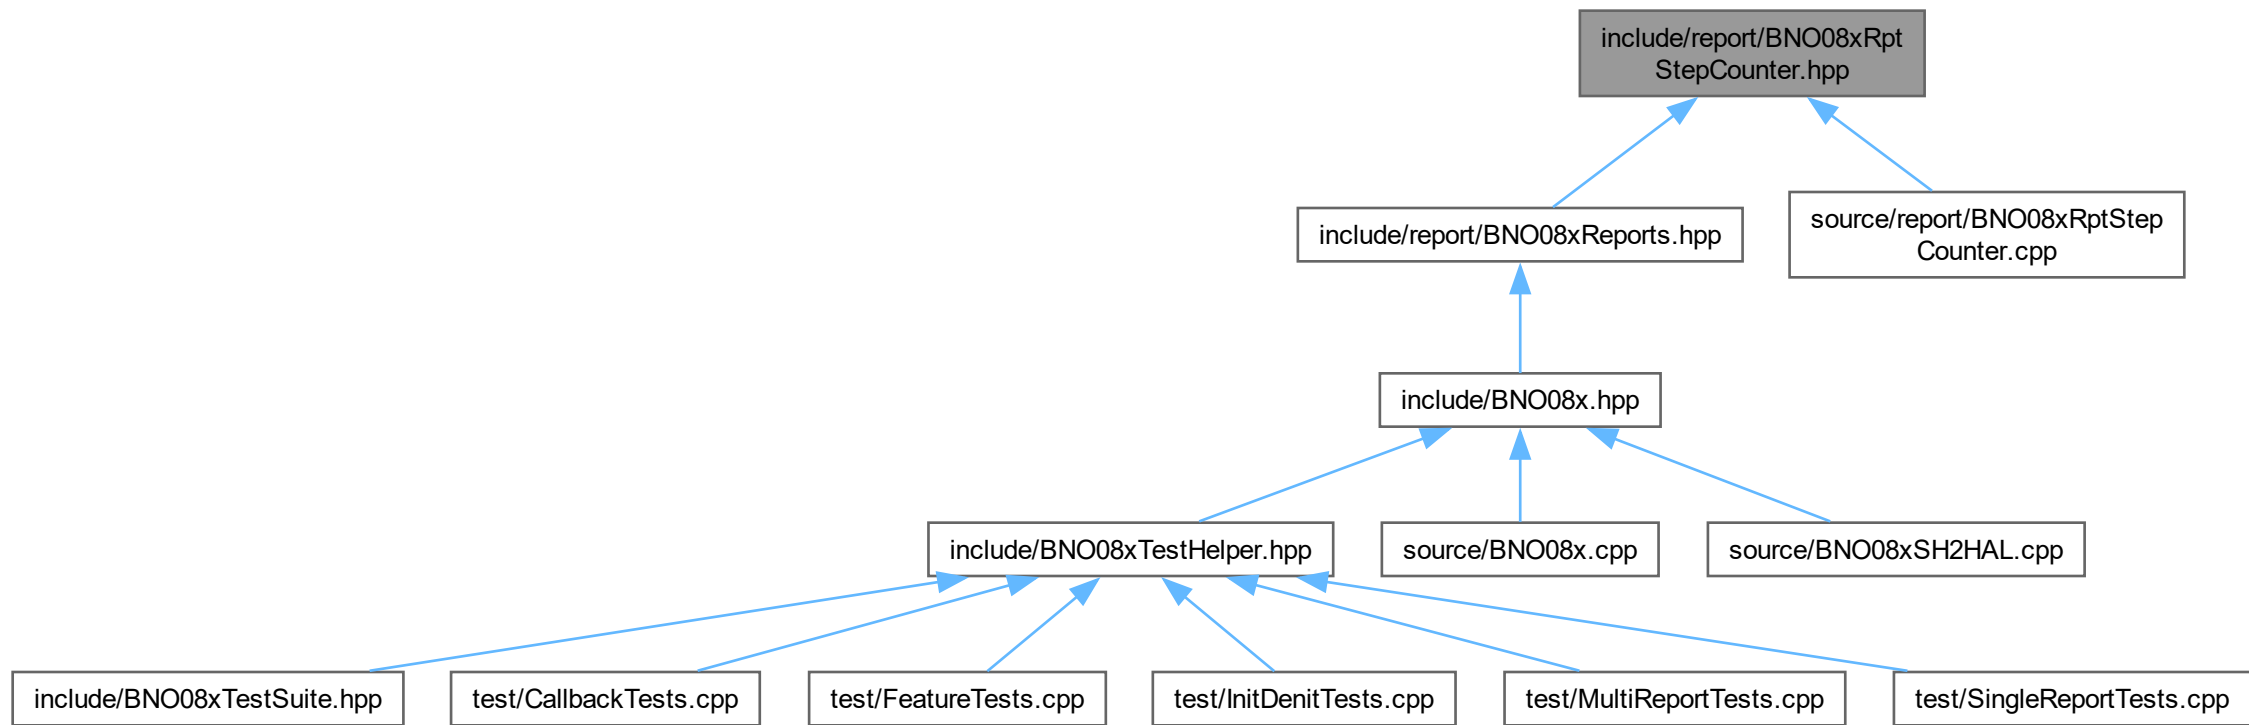 include/report/BNO08xRpt
StepCounter.hpp
include/report/BNO08xReports.hpp
source/report/BNO08xRptStep
Counter.cpp
include/BNO08x.hpp
include/BNO08xTestHelper.hpp
source/BNO08x.cpp
source/BNO08xSH2HAL.cpp
include/BNO08xTestSuite.hpp
test/CallbackTests.cpp
test/FeatureTests.cpp
test/InitDenitTests.cpp
test/MultiReportTests.cpp
test/SingleReportTests.cpp